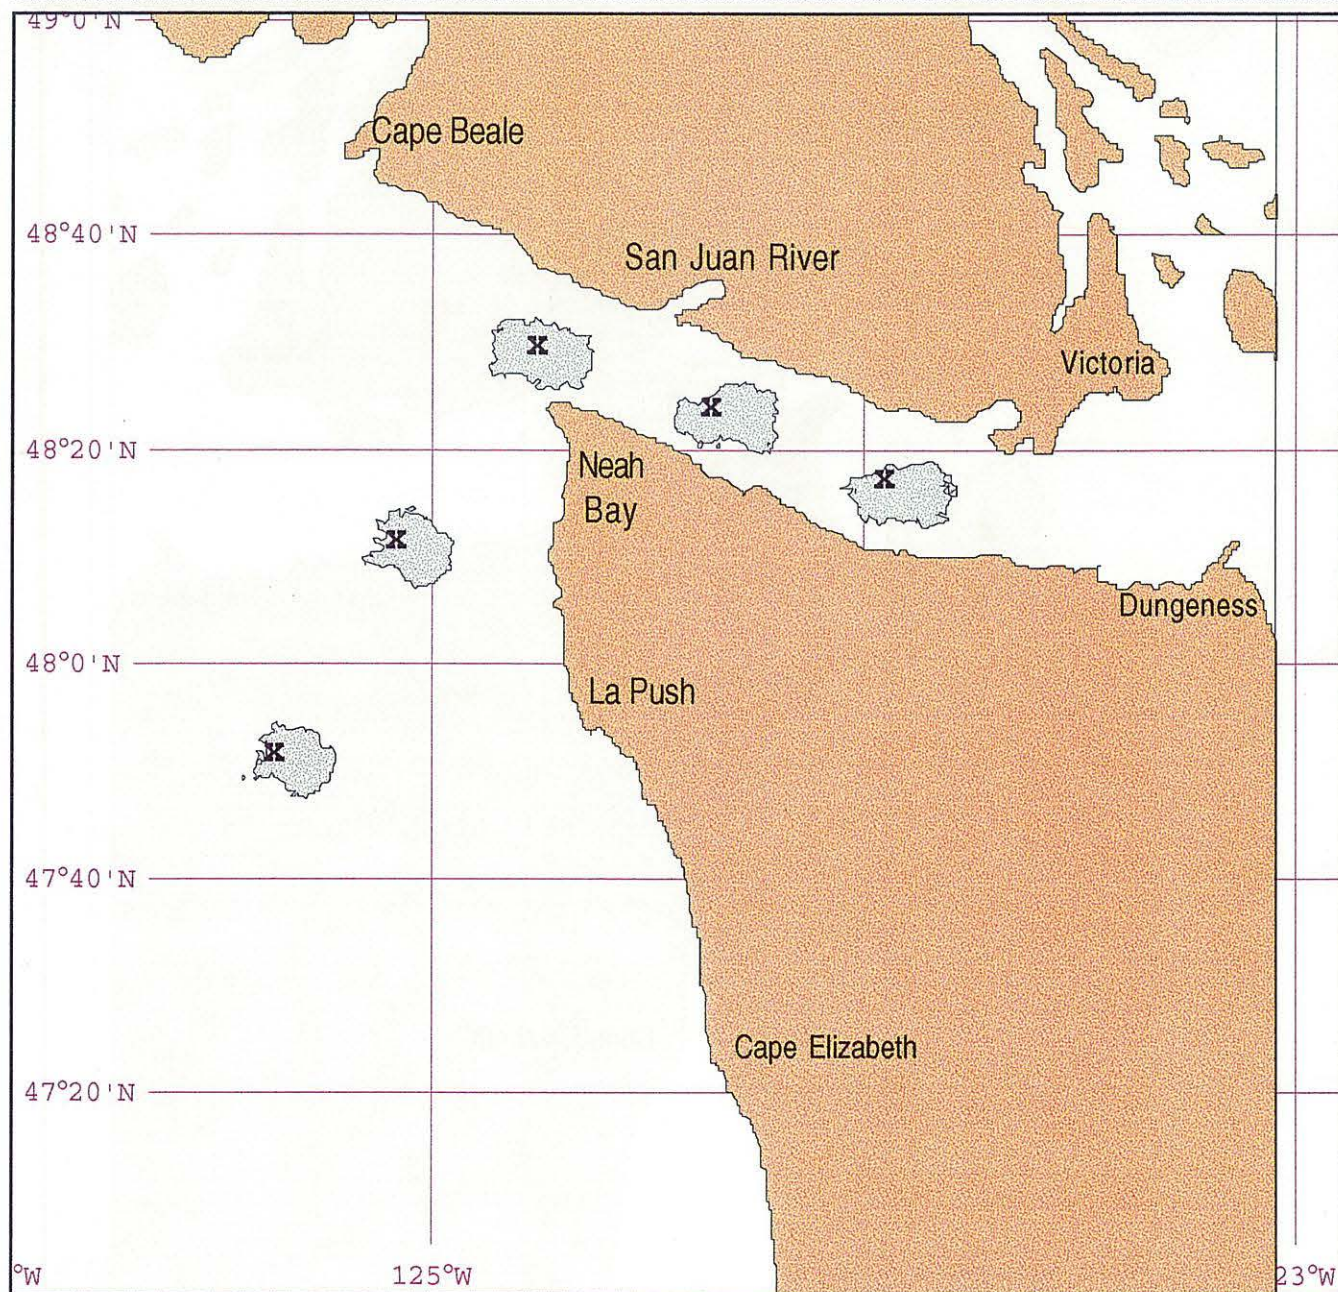 49°0'N
Cape Beale
48°40'N
San Juan River
x
Victoria
x
48°20'N
Neah
Bay
x
x
Dungeness
48°0'N
La Push
x
47°40'N
Cape Elizabeth
47°20'N
°W
125°W
23°W